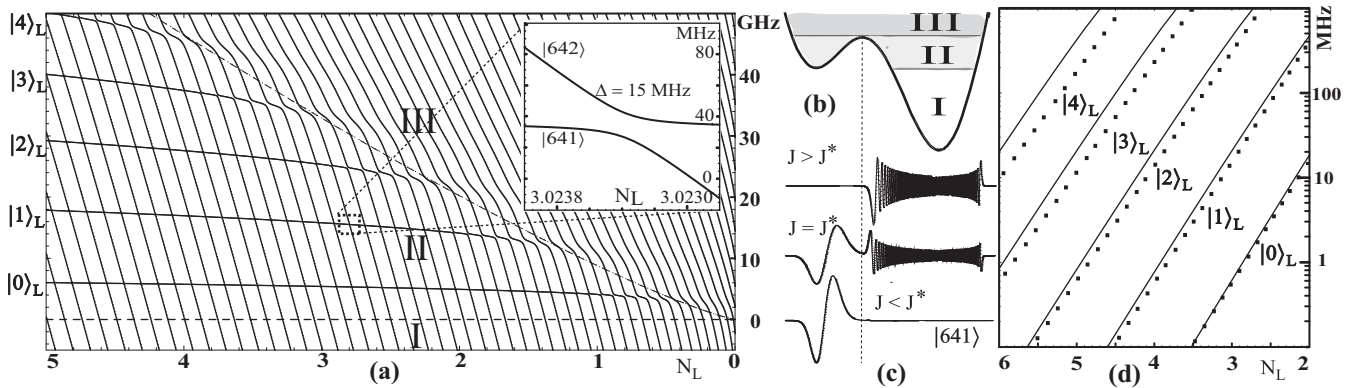 |4⟩L
|3⟩L
|2⟩L
|1⟩L
|0⟩L
III
II
I
5
4
3
2
1
0
NL
(a)
MHz
80
40
0
|642⟩
Δ = 15 MHz
|641⟩
3.0238
NL
3.0230
GHz
40
30
20
10
0
III
II
I
(b)
J > J*
J = J*
J < J*
|641⟩
(c)
MHz
100
10
1
|4⟩L
|3⟩L
|2⟩L
|1⟩L
|0⟩L
6
5
4
3
NL
2
(d)